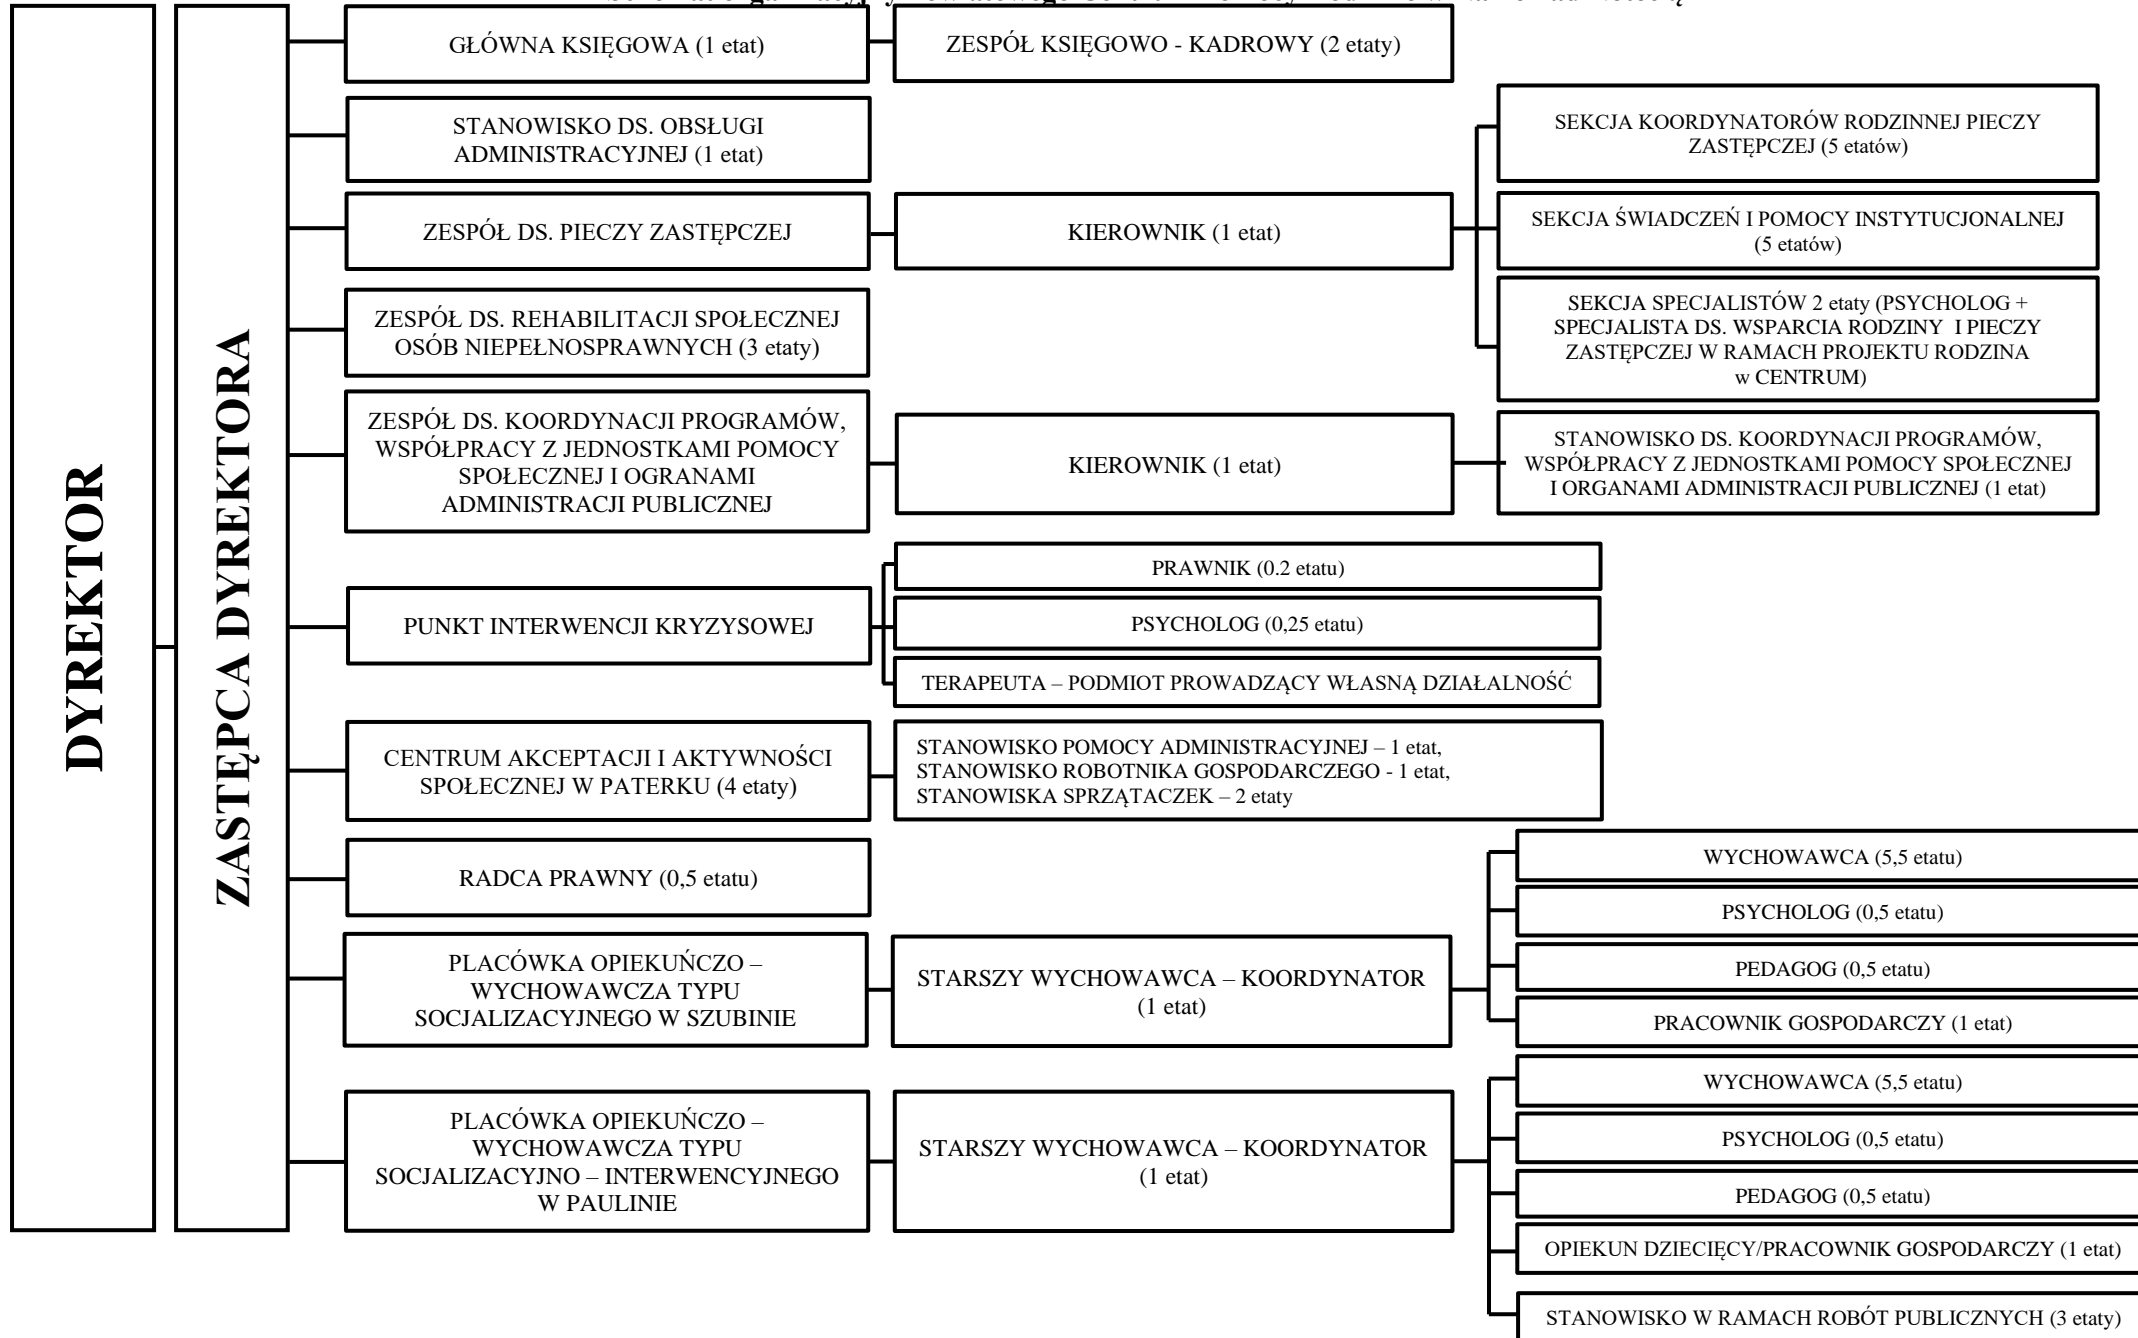 GŁÓWNA KSIĘGOWA (1 etat)
ZESPÓŁ KSIĘGOWO - KADROWY (2 etaty)
STANOWISKO DS. OBSŁUGI
ADMINISTRACYJNEJ (1 etat)
SEKCJA KOORDYNATORÓW RODZINNEJ PIECZY
ZASTĘPCZEJ (5 etatów)
ZESPÓŁ DS. PIECZY ZASTĘPCZEJ
KIEROWNIK (1 etat)
SEKCJA ŚWIADCZEŃ I POMOCY INSTYTUCJONALNEJ
(5 etatów)
SEKCJA SPECJALISTÓW 2 etaty (PSYCHOLOG +
SPECJALISTA DS. WSPARCIA RODZINY I PIECZY
ZASTĘPCZEJ W RAMACH PROJEKTU RODZINA
w CENTRUM)
ZESPÓŁ DS. REHABILITACJI SPOŁECZNEJ
OSÓB NIEPEŁNOSPRAWNYCH (3 etaty)
ZESPÓŁ DS. KOORDYNACJI PROGRAMÓW,
WSPÓŁPRACY Z JEDNOSTKAMI POMOCY
SPOŁECZNEJ I OGRANAMI
ADMINISTRACJI PUBLICZNEJ
KIEROWNIK (1 etat)
STANOWISKO DS. KOORDYNACJI PROGRAMÓW,
WSPÓŁPRACY Z JEDNOSTKAMI POMOCY SPOŁECZNEJ
I ORGANAMI ADMINISTRACJI PUBLICZNEJ (1 etat)
DYREKTOR
ZASTĘPCA DYREKTORA
PUNKT INTERWENCJI KRYZYSOWEJ
PRAWNIK (0.2 etatu)
PSYCHOLOG (0,25 etatu)
TERAPEUTA – PODMIOT PROWADZĄCY WŁASNĄ DZIAŁALNOŚĆ
CENTRUM AKCEPTACJI I AKTYWNOŚCI
SPOŁECZNEJ W PATERKU (4 etaty)
STANOWISKO POMOCY ADMINISTRACYJNEJ – 1 etat,
STANOWISKO ROBOTNIKA GOSPODARCZEGO - 1 etat,
STANOWISKA SPRZĄTACZEK – 2 etaty
RADCA PRAWNY (0,5 etatu)
PLACÓWKA OPIEKUŃCZO –
WYCHOWAWCZA TYPU
SOCJALIZACYJNEGO W SZUBINIE
STARSZY WYCHOWAWCA – KOORDYNATOR
(1 etat)
WYCHOWAWCA (5,5 etatu)
PSYCHOLOG (0,5 etatu)
PEDAGOG (0,5 etatu)
PRACOWNIK GOSPODARCZY (1 etat)
PLACÓWKA OPIEKUŃCZO –
WYCHOWAWCZA TYPU
SOCJALIZACYJNO – INTERWENCYJNEGO
W PAULINIE
STARSZY WYCHOWAWCA – KOORDYNATOR
(1 etat)
WYCHOWAWCA (5,5 etatu)
PSYCHOLOG (0,5 etatu)
PEDAGOG (0,5 etatu)
OPIEKUN DZIECIĘCY/PRACOWNIK GOSPODARCZY (1 etat)
STANOWISKO W RAMACH ROBÓT PUBLICZNYCH (3 etaty)